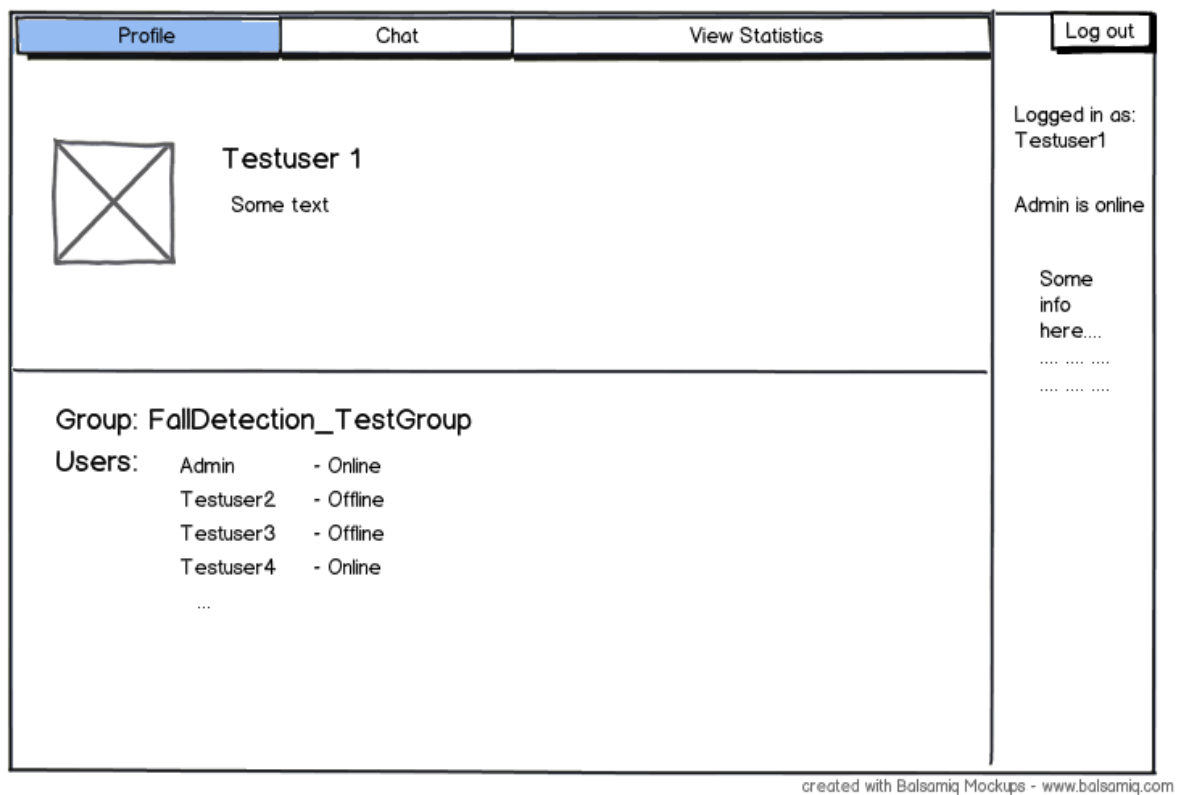 Profile
Chat
View Statistics
Log out
Testuser 1
Some text
Group: FallDetection_TestGroup
Users:
Admin - Online
Testuser2 - Offline
Testuser3 - Offline
Testuser4 - Online
...
Logged in as:
Testuser1
Admin is online
Some
info
here....
.... .... ....
.... .... ....
created with Balsamiq Mockups - www.balsamiq.com